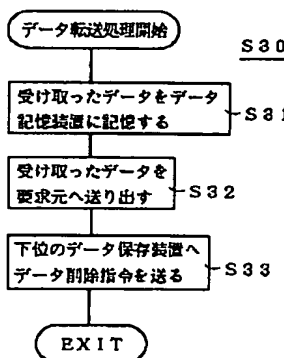 データ転送処理開始
S30
受け取ったデータをデータ
記憶装置に記憶する
S31
受け取ったデータを
要求元へ送り出す
S32
下位のデータ保存装置へ
データ削除指令を送る
S33
EXIT